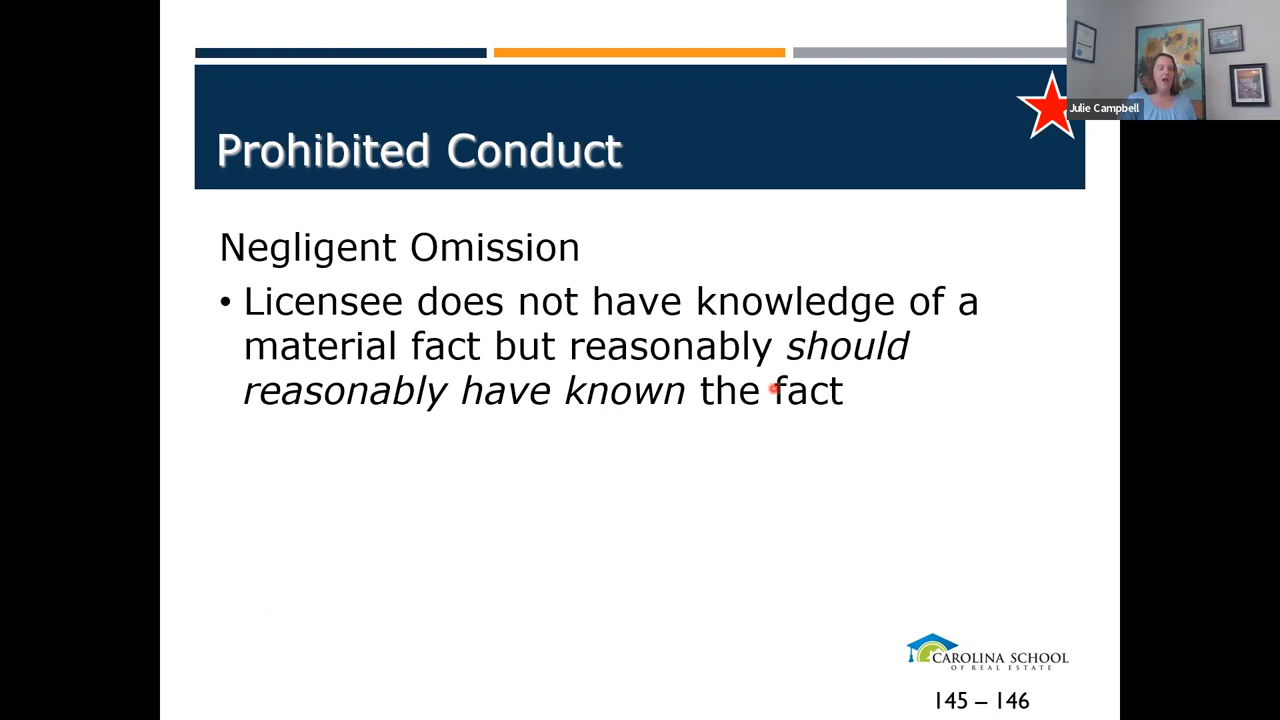 Julie Campbell
Prohibited Conduct
Negligent Omission
• Licensee does not have knowledge of a
material fact but reasonably should
reasonably have known the fact
CAROLINA SCHOOL
OF REAL ESTATE
145 – 146